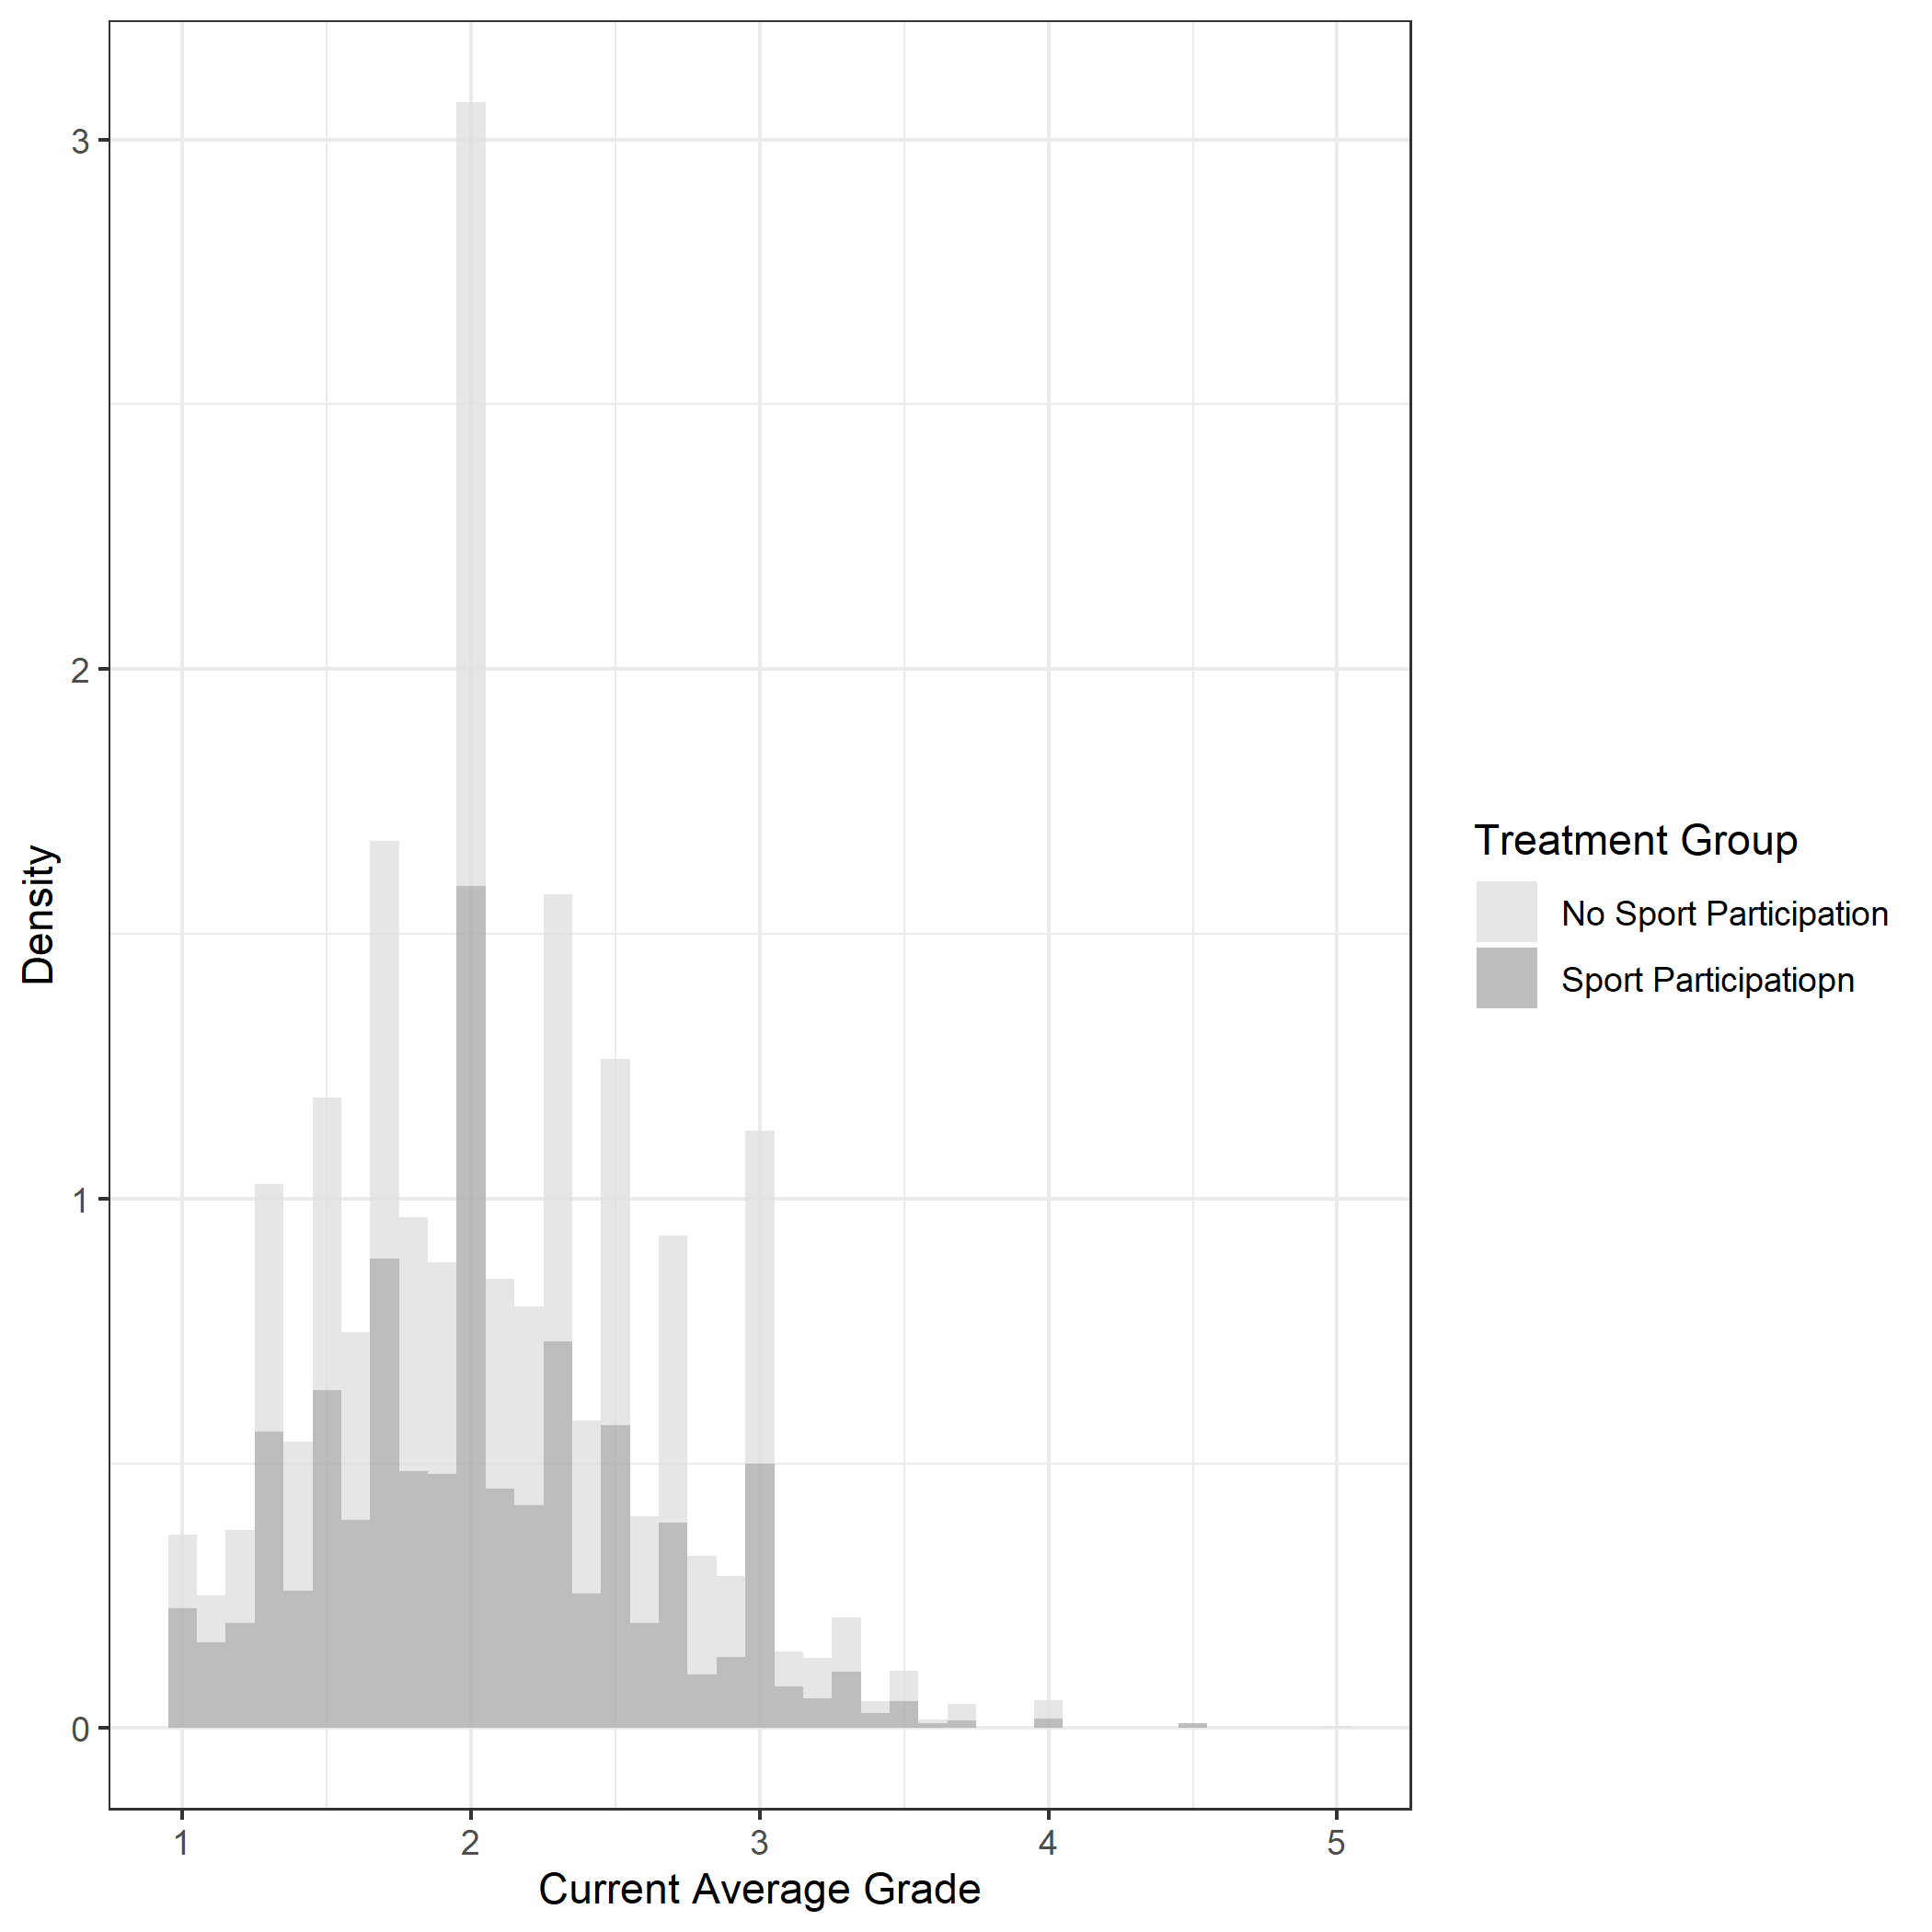 3
2
1
0
Density
1 2 3 4 5
Current Average Grade
Treatment Group
No Sport Participation
Sport Participatiopn